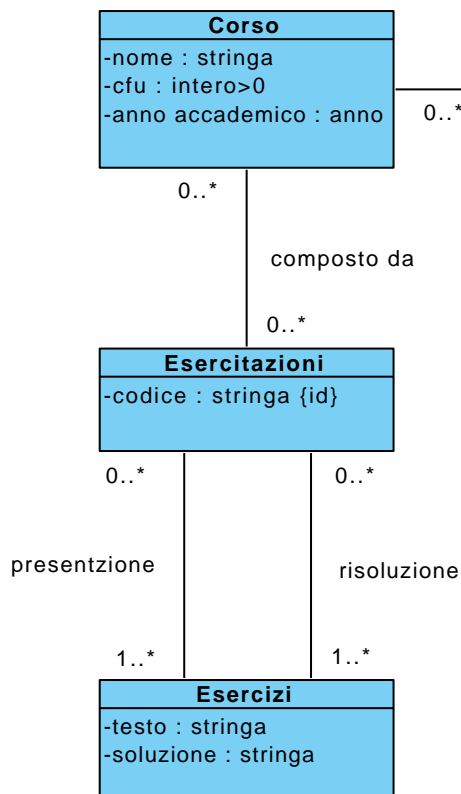 Corso
-nome : stringa
-cfu : intero>0
-anno accademico : anno
0..*
0..*
composto da
0..*
Esercitazioni
-codice : stringa {id}
0..*
0..*
presentzione
risoluzione
1..*
1..*
Esercizi
-testo : stringa
-soluzione : stringa